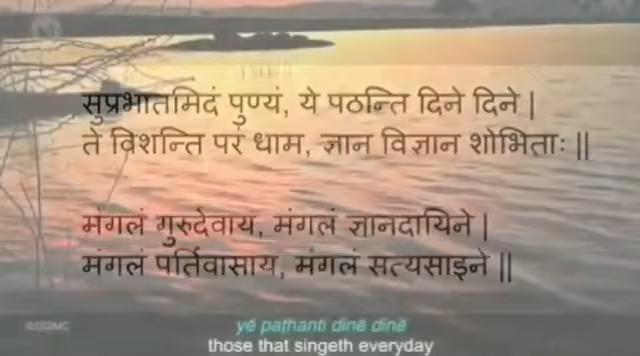 सुप्रभातमिदं पुण्यं, ये पठन्ति दिने दिने |
ते विशन्ति परं धाम, ज्ञान विज्ञान शोभिताः ||
मंगलं गुरुदेवाय, मंगलं ज्ञानदायिने |
मंगलं पर्तिवासाय, मंगलं सत्यसाइने ||
yē paṭhanti dinē dinē
those that singeth everyday